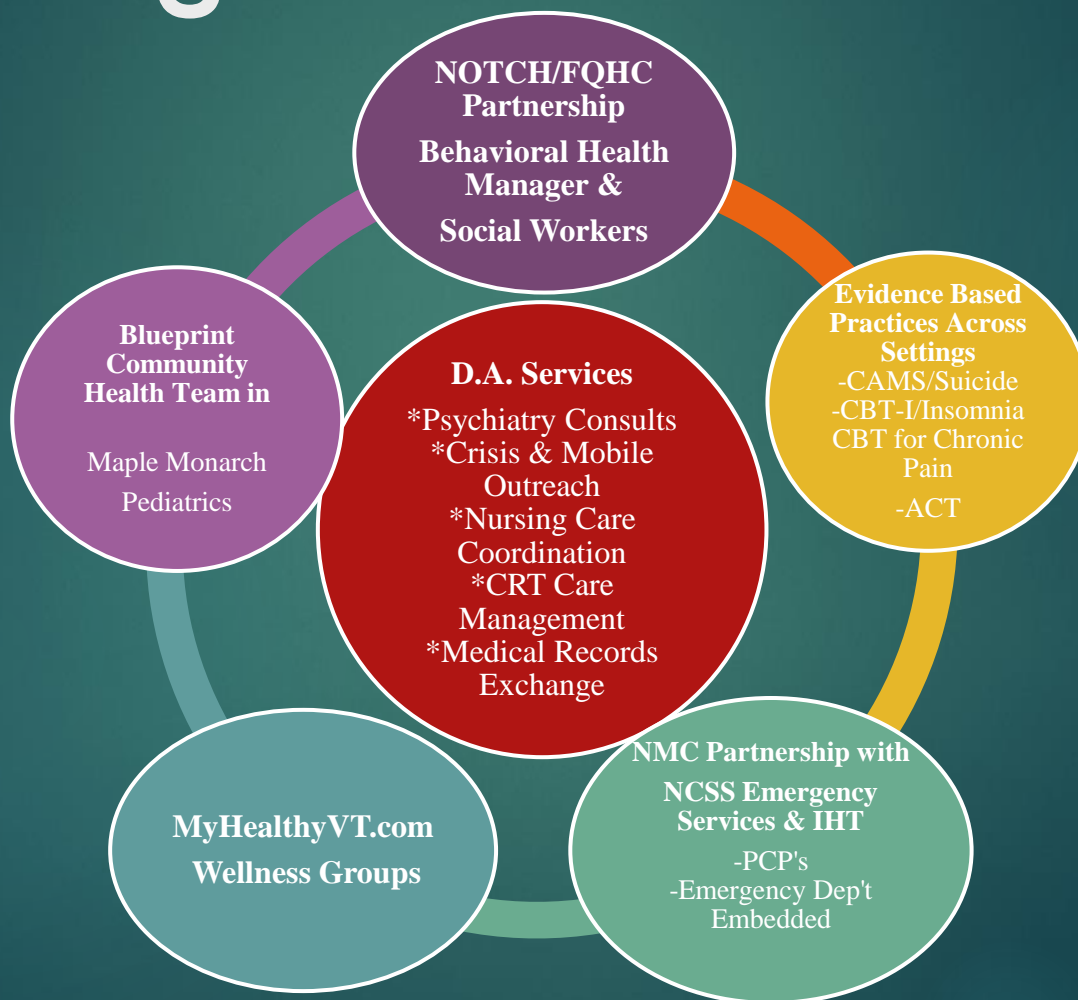 NOTCH/FQHC
Partnership
Behavioral Health
Manager &
Social Workers
Evidence Based
Practices Across
Settings
-CAMS/Suicide
-CBT-I/Insomnia
CBT for Chronic
Pain
-ACT
NMC Partnership with
NCSS Emergency
Services & IHT
-PCP's
-Emergency Dep't
Embedded
MyHealthyVT.com
Wellness Groups
Blueprint
Community
Health Team in
Maple Monarch
Pediatrics
D.A. Services
*Psychiatry Consults
*Crisis & Mobile
Outreach
*Nursing Care
Coordination
*CRT Care
Management
*Medical Records
Exchange